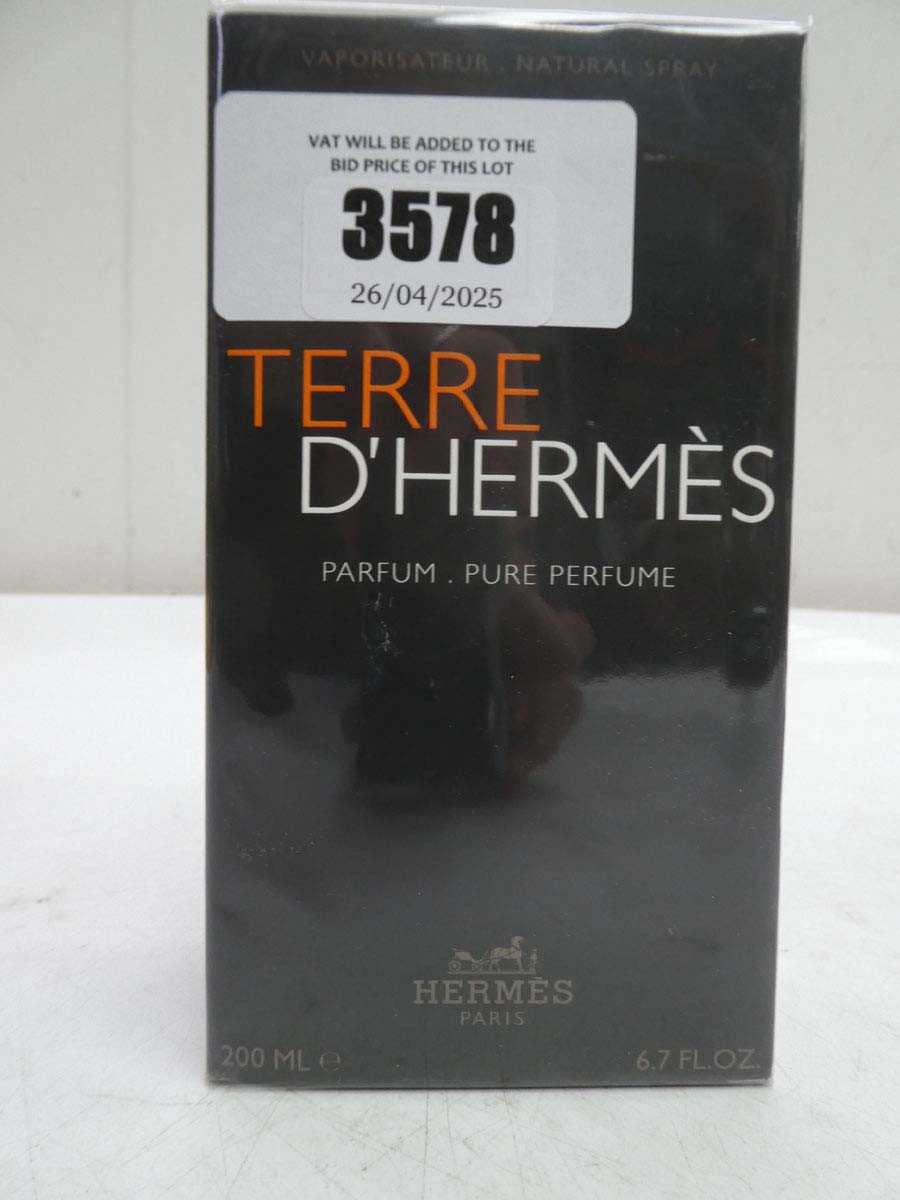 VAPORISATEUR . NATURAL SPRAY
VAT WILL BE ADDED TO THE
BID PRICE OF THIS LOT
3578
26/04/2025
TERRE
D'HERMÈS
PARFUM . PURE PERFUME
HERMÈS
PARIS
200 ML ℮
6.7 FL.OZ.